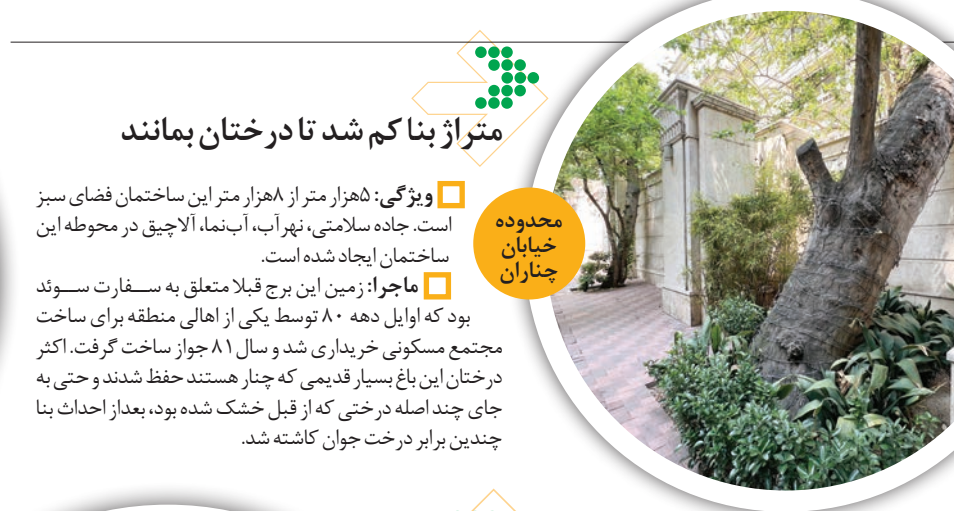 متراژ بنا کم شد تا درختان بمانند
محدوده
خیابان
چناران
ویژگی: ۵هزار متر از ۸هزار متر این ساختمان فضای سبز
است. جاده سلامتی، نهر آب، آب‌نما، آلاچیق در محوطه این
ساختمان ایجاد شده است.
ماجرا: زمین این برج قبلا متعلق به سفارت سوئد
بود که اوایل دهه ۸۰ توسط یکی از اهالی منطقه برای ساخت
مجتمع مسکونی خریداری شد و سال ۸۱ جواز ساخت گرفت. اکثر
درختان این باغ بسیار قدیمی که چنار هستند حفظ شدند و حتی به
جای چند اصله درختی که از قبل خشک شده بود، بعداز احداث بنا
چندین برابر درخت جوان کاشته شد.